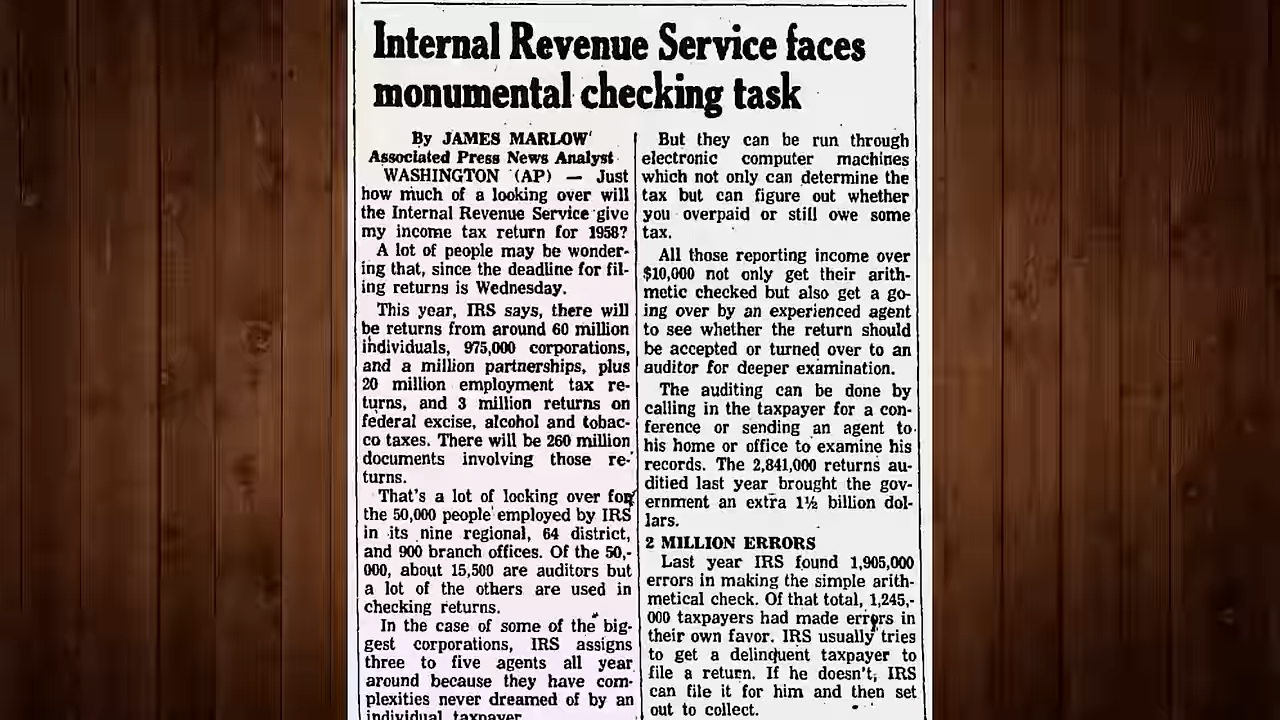 Internal Revenue Service faces
monumental checking task
By JAMES MARLOW
Associated Press News Analyst
WASHINGTON (AP) — Just
how much of a looking over will
the Internal Revenue Service give
my income tax return for 1958?
A lot of people may be wonder-
ing that, since the deadline for fil-
ing returns is Wednesday.
This year, IRS says, there will
be returns from around 60 million
individuals, 975,000 corporations,
and a million partnerships, plus
20 million employment tax re-
turns, and 3 million returns on
federal excise, alcohol and tobac-
co taxes. There will be 260 million
documents involving those re-
turns.
That's a lot of looking over for
the 50,000 people employed by IRS
in its nine regional, 64 district,
and 900 branch offices. Of the 50,-
000, about 15,500 are auditors but
a lot of the others are used in
checking returns.
In the case of some of the big-
gest corporations, IRS assigns
three to five agents all year
around because they have com-
plexities never dreamed of by an
individual taxpayer.
But they can be run through
electronic computer machines
which not only can determine the
tax but can figure out whether
you overpaid or still owe some
tax.
All those reporting income over
$10,000 not only get their arith-
metic checked but also get a go-
ing over by an experienced agent
to see whether the return should
be accepted or turned over to an
auditor for deeper examination.
The auditing can be done by
calling in the taxpayer for a con-
ference or sending an agent to
his home or office to examine his
records. The 2,841,000 returns au-
ditied last year brought the gov-
ernment an extra 1½ billion dol-
lars.
2 MILLION ERRORS
Last year IRS found 1,905,000
errors in making the simple arith-
metical check. Of that total, 1,245,-
000 taxpayers had made errors in
their own favor. IRS usually tries
to get a delinquent taxpayer to
file a return. If he doesn't, IRS
can file it for him and then set
out to collect.